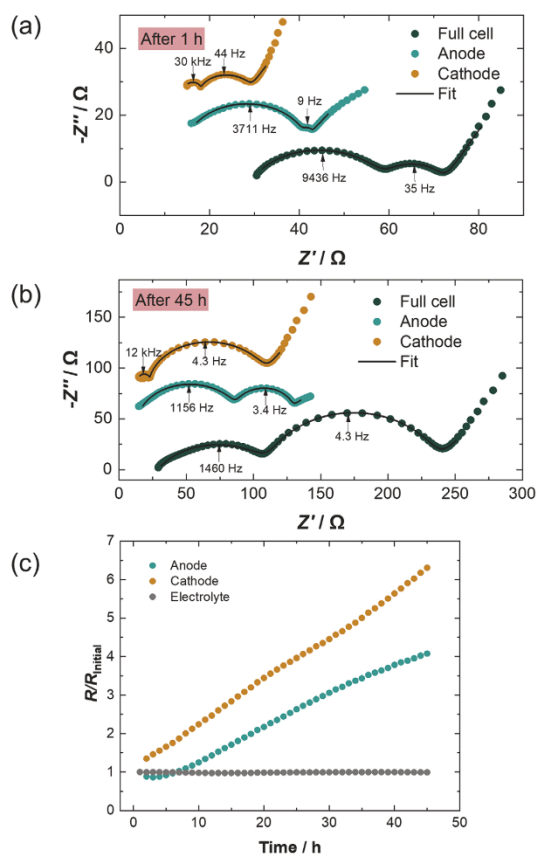 (a)
After 1 h
30 kHz
44 Hz
3711 Hz
9 Hz
9436 Hz
35 Hz
Full cell
Anode
Cathode
Fit
-Z″ / Ω
40
20
0
0 20 40 60 80
Z′ / Ω
(b)
After 45 h
12 kHz
4.3 Hz
1156 Hz
3.4 Hz
1460 Hz
4.3 Hz
Full cell
Anode
Cathode
Fit
-Z″ / Ω
150
100
50
0
0 50 100 150 200 250 300
Z′ / Ω
(c)
Anode
Cathode
Electrolyte
R/R_Initial
7
6
5
4
3
2
1
0
0 10 20 30 40 50
Time / h